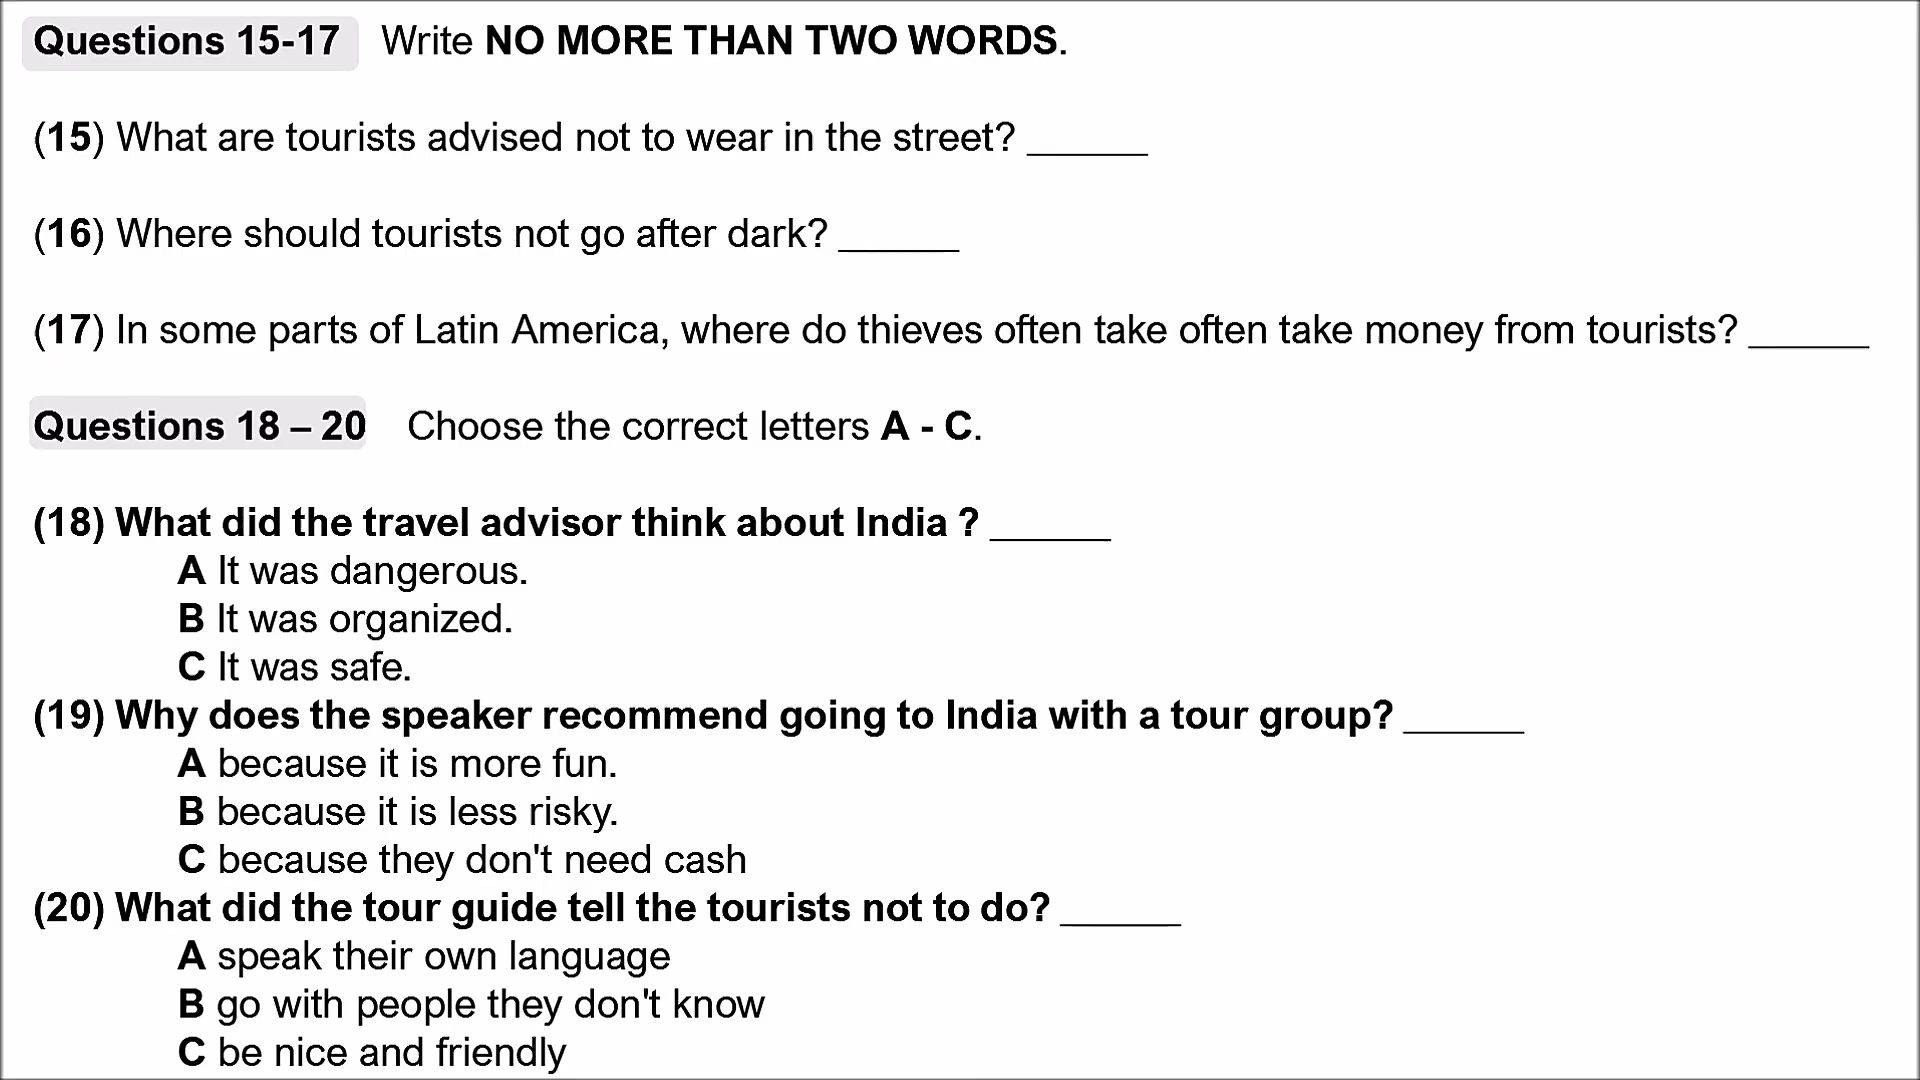 Questions 15-17 Write NO MORE THAN TWO WORDS.
(15) What are tourists advised not to wear in the street? ______
(16) Where should tourists not go after dark? ______
(17) In some parts of Latin America, where do thieves often take often take money from tourists? ______
Questions 18 – 20 Choose the correct letters A - C.
(18) What did the travel advisor think about India ? ______
A It was dangerous.
B It was organized.
C It was safe.
(19) Why does the speaker recommend going to India with a tour group? ______
A because it is more fun.
B because it is less risky.
C because they don't need cash
(20) What did the tour guide tell the tourists not to do? ______
A speak their own language
B go with people they don't know
C be nice and friendly